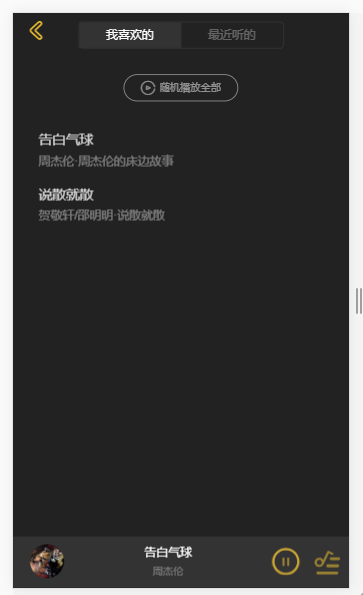 我喜欢的 最近听的
随机播放全部
告白气球
周杰伦·周杰伦的床边故事
说散就散
贺敬轩/邵明明·说散就散
告白气球
周杰伦